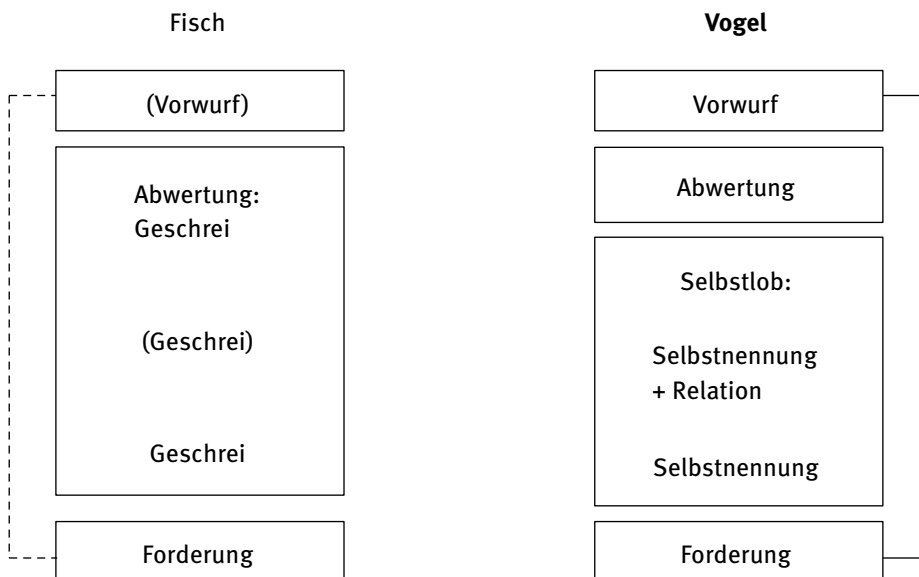 Fisch
(Vorwurf)
Abwertung:
Geschrei
(Geschrei)
Geschrei
Forderung
Vogel
Vorwurf
Abwertung
Selbstlob:
Selbstnennung
+ Relation
Selbstnennung
Forderung